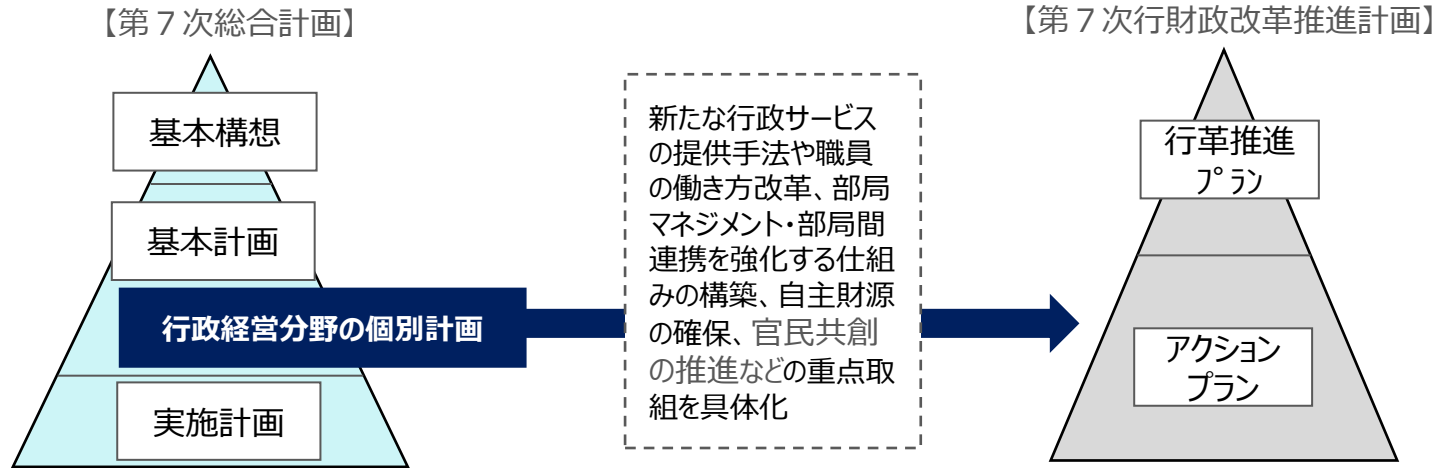 【第７次総合計画】
【第７次行財政改革推進計画】
基本構想
基本計画
行政経営分野の個別計画
実施計画
新たな行政サービス
の提供手法や職員
の働き方改革、部局
マネジメント・部局間
連携を強化する仕組
みの構築、自主財源
の確保、官民共創
の推進などの重点取
組を具体化
行革推進
プラン
アクション
プラン